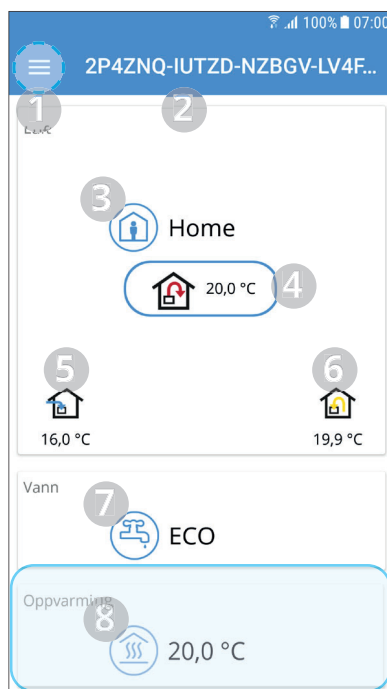 100% 07:00
2P4ZNQ-IUTZD-NZBGV-LV4F...
1
2
Luft
3
Home
20,0 °C
4
5
6
16,0 °C
19,9 °C
Vann
7
ECO
Oppvarming
8
20,0 °C